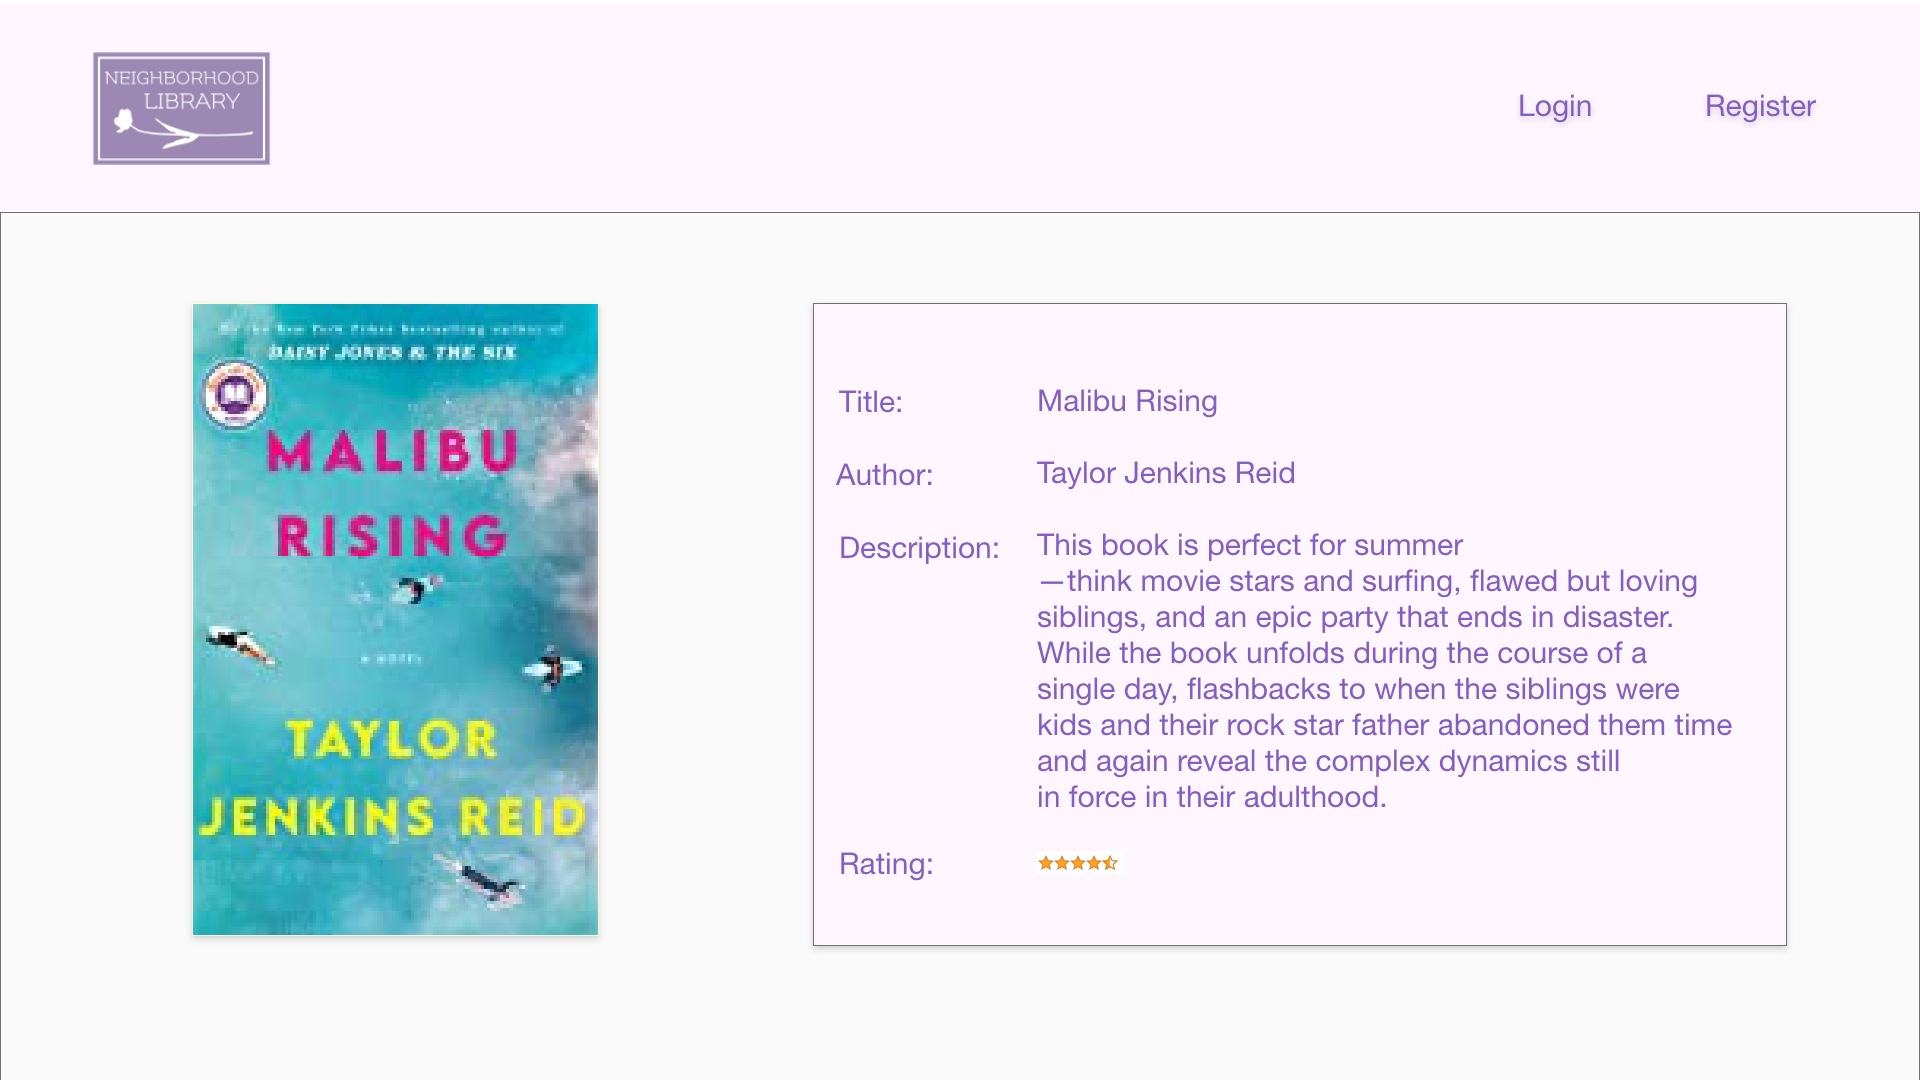 NEIGHBORHOOD
LIBRARY
Login
Register
DAISY JONES & THE SIX
MALIBU
RISING
A NOVEL
TAYLOR
JENKINS REID
Title:
Malibu Rising
Author:
Taylor Jenkins Reid
Description:
This book is perfect for summer
—think movie stars and surfing, flawed but loving
siblings, and an epic party that ends in disaster.
While the book unfolds during the course of a
single day, flashbacks to when the siblings were
kids and their rock star father abandoned them time
and again reveal the complex dynamics still
in force in their adulthood.
Rating: